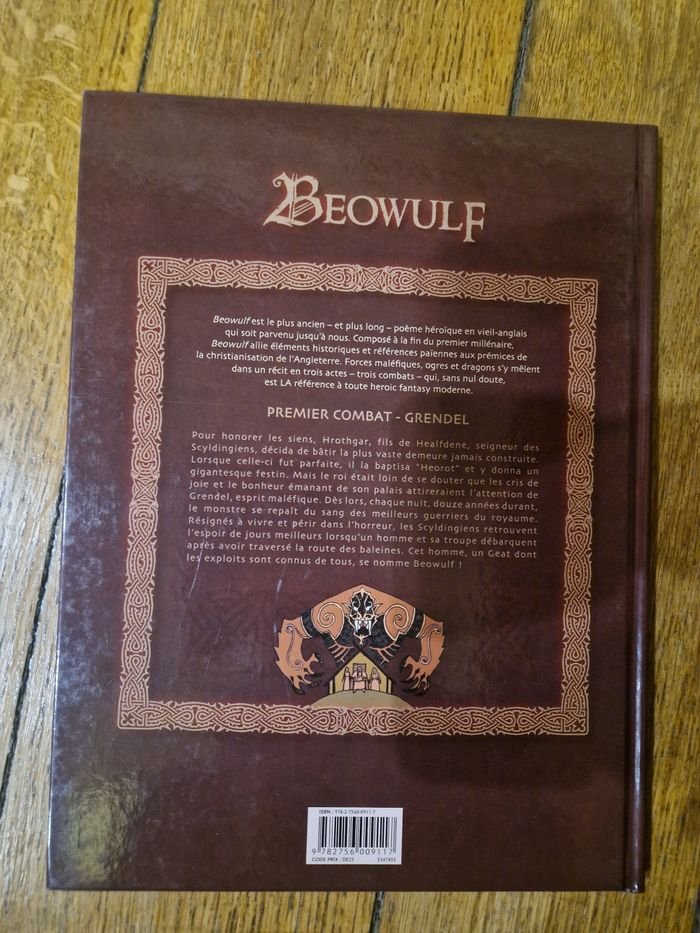 BEOWULF
Beowulf est le plus ancien – et plus long – poème héroïque en vieil-anglais
qui soit parvenu jusqu'à nous. Composé à la fin du premier millénaire,
Beowulf allie éléments historiques et références païennes aux prémices de
la christianisation de l'Angleterre. Forces maléfiques, ogres et dragons s'y mêlent
dans un récit en trois actes – trois combats – qui, sans nul doute,
est LA référence à toute heroic fantasy moderne.
PREMIER COMBAT - GRENDEL
Pour honorer les siens, Hrothgar, fils de Healfdene, seigneur des
Scyldingiens, décida de bâtir la plus vaste demeure jamais construite.
Lorsque celle-ci fut parfaite, il la baptisa "Heorot" et y donna un
gigantesque festin. Mais le roi était loin de se douter que les cris de
joie et le bonheur émanant de son palais attireraient l'attention de
Grendel, esprit maléfique. Dès lors, chaque nuit, douze années durant,
le monstre se repaît du sang des meilleurs guerriers du royaume.
Résignés à vivre et périr dans l'horreur, les Scyldingiens retrouvent
l'espoir de jours meilleurs lorsqu'un homme et sa troupe débarquent
après avoir traversé la route des baleines. Cet homme, un Geat dont
les exploits sont connus de tous, se nomme Beowulf !
ISBN : 978-2-7560-0911-7
9 782756 009117
CODE PRIX : DE25 5347455